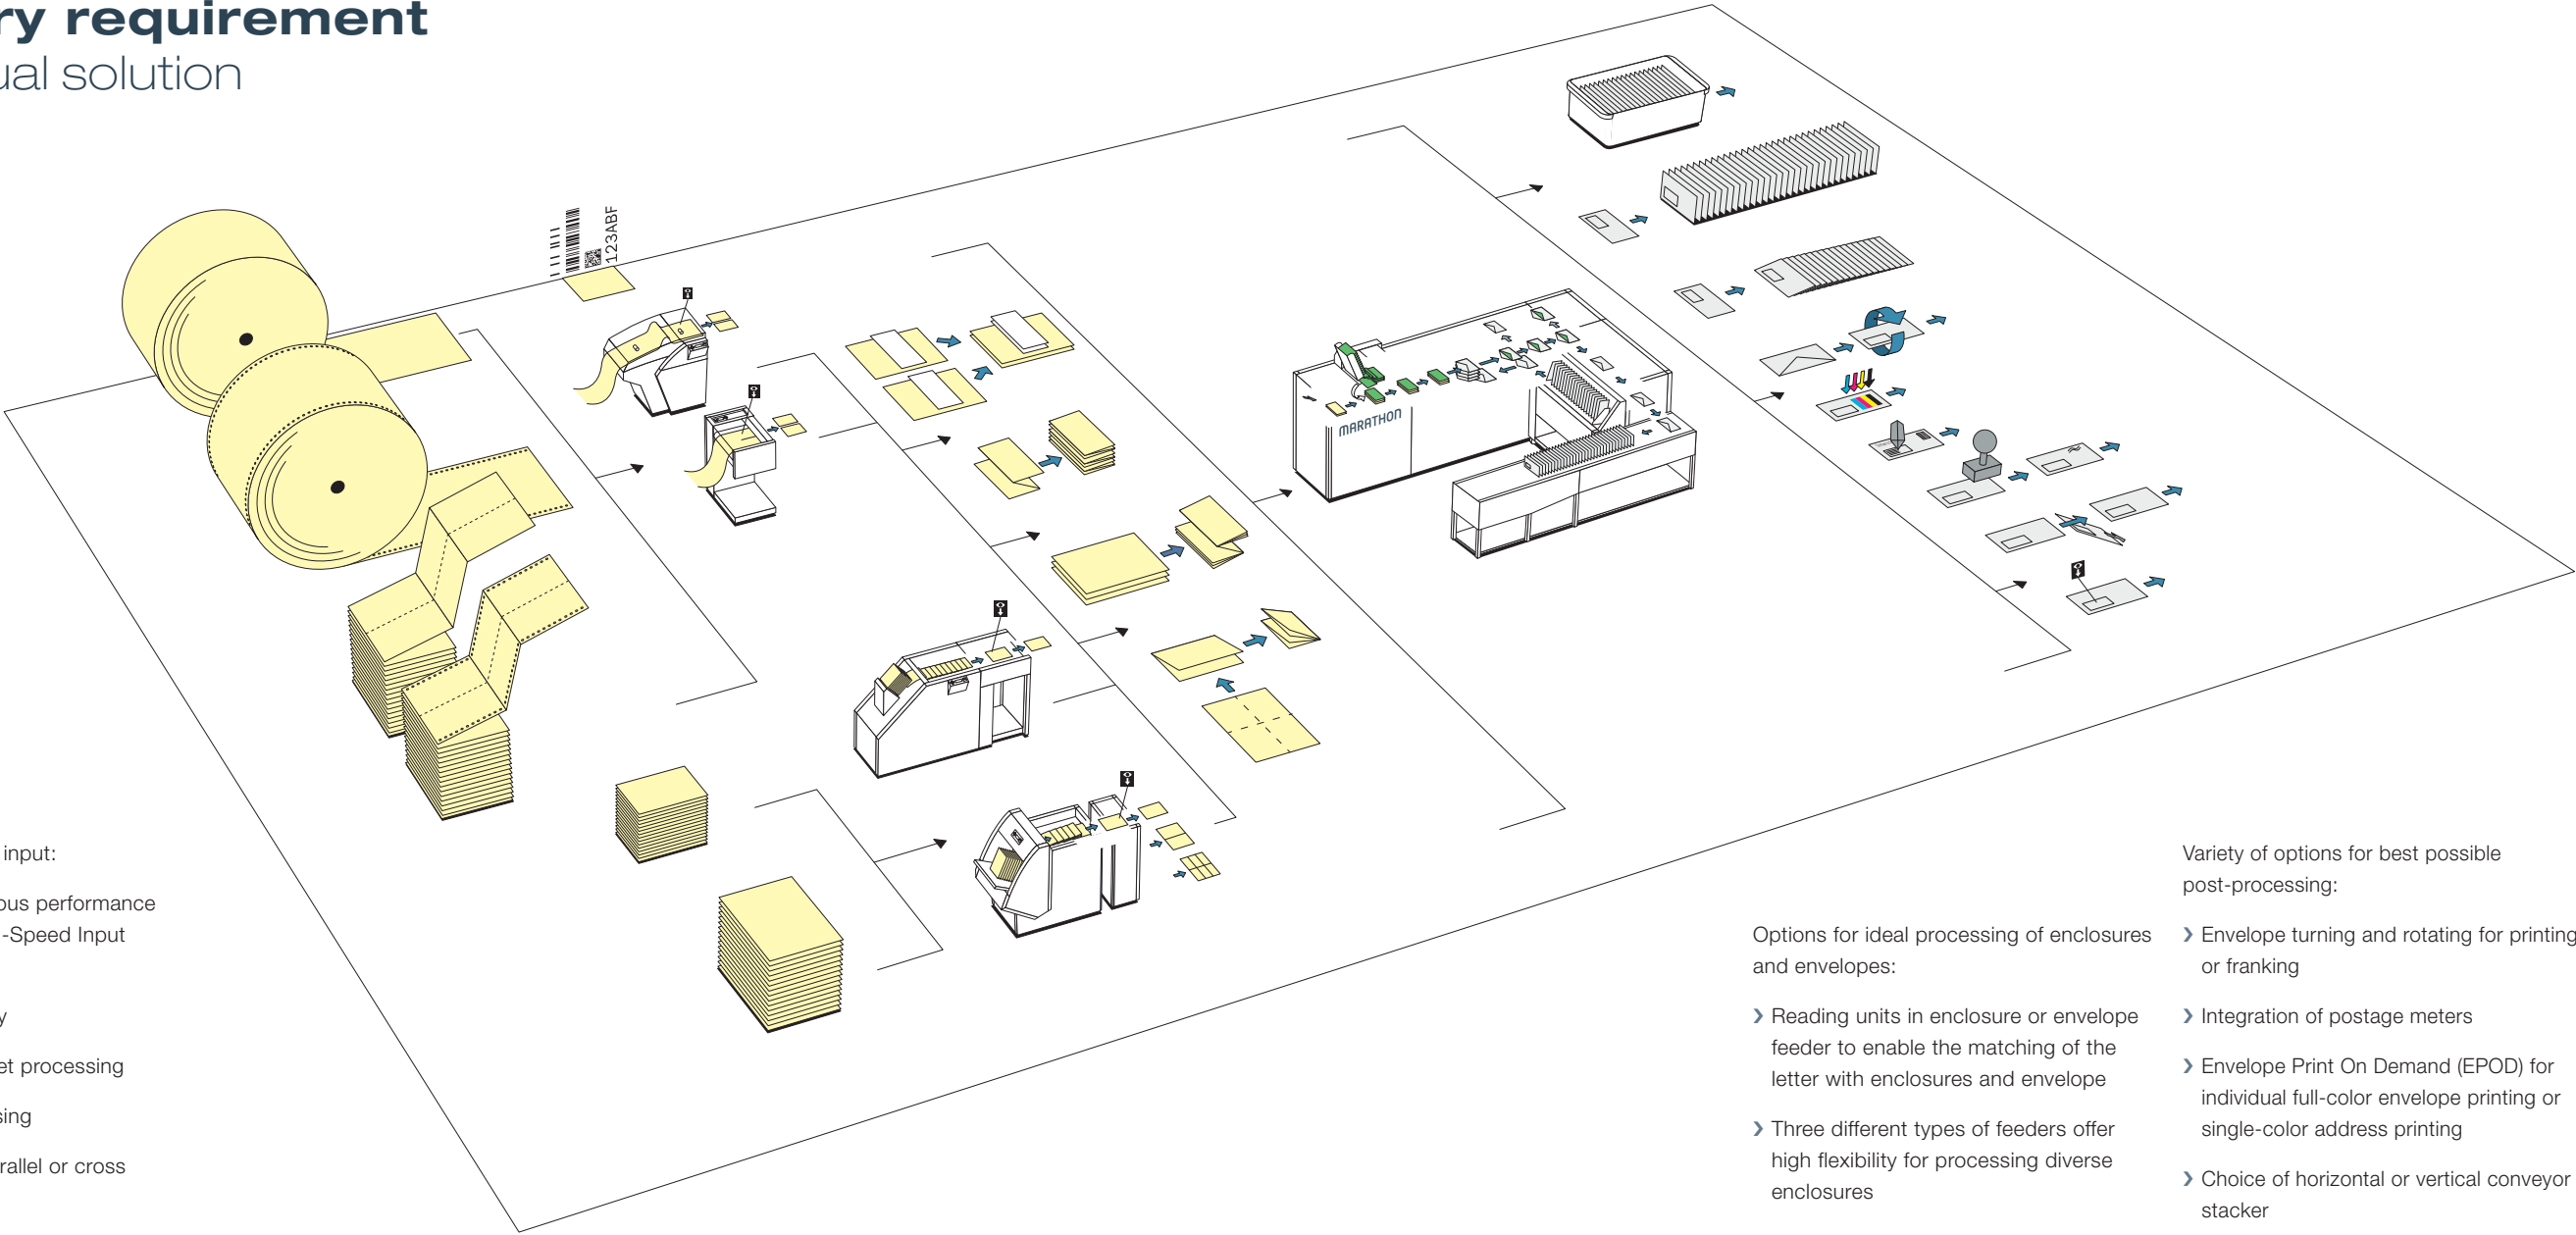 ry requirement
ual solution
123ABF
MARATHON
input:
ous performance
-Speed Input
y
et processing
sing
rallel or cross
Options for ideal processing of enclosures
and envelopes:
❯ Reading units in enclosure or envelope
feeder to enable the matching of the
letter with enclosures and envelope
❯ Three different types of feeders offer
high flexibility for processing diverse
enclosures
Variety of options for best possible
post-processing:
❯ Envelope turning and rotating for printing
or franking
❯ Integration of postage meters
❯ Envelope Print On Demand (EPOD) for
individual full-color envelope printing or
single-color address printing
❯ Choice of horizontal or vertical conveyor
stacker